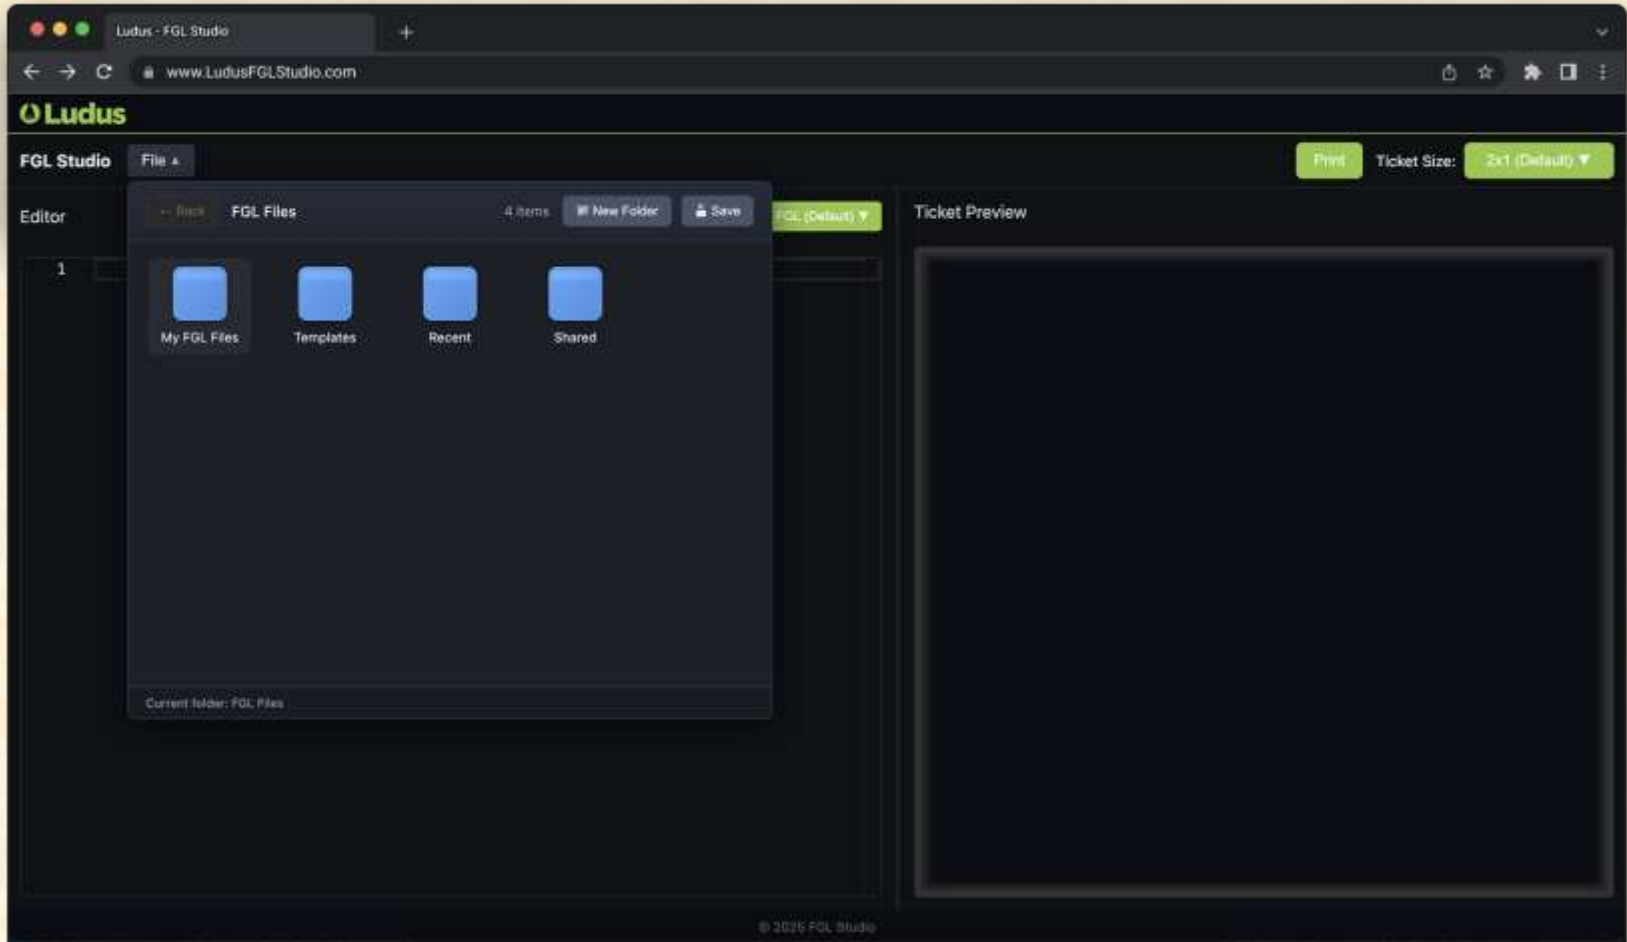 Ludus - FGL Studio
www.LudusFGLStudio.com
Ludus
FGL Studio File ▲ Print Ticket Size: 2x1 (Default) ▼
Editor ← Back FGL Files 4 items New Folder Save FGL (Default) ▼ Ticket Preview
1
My FGL Files Templates Recent Shared
Current folder: FGL Files
© 2025 FGL Studio